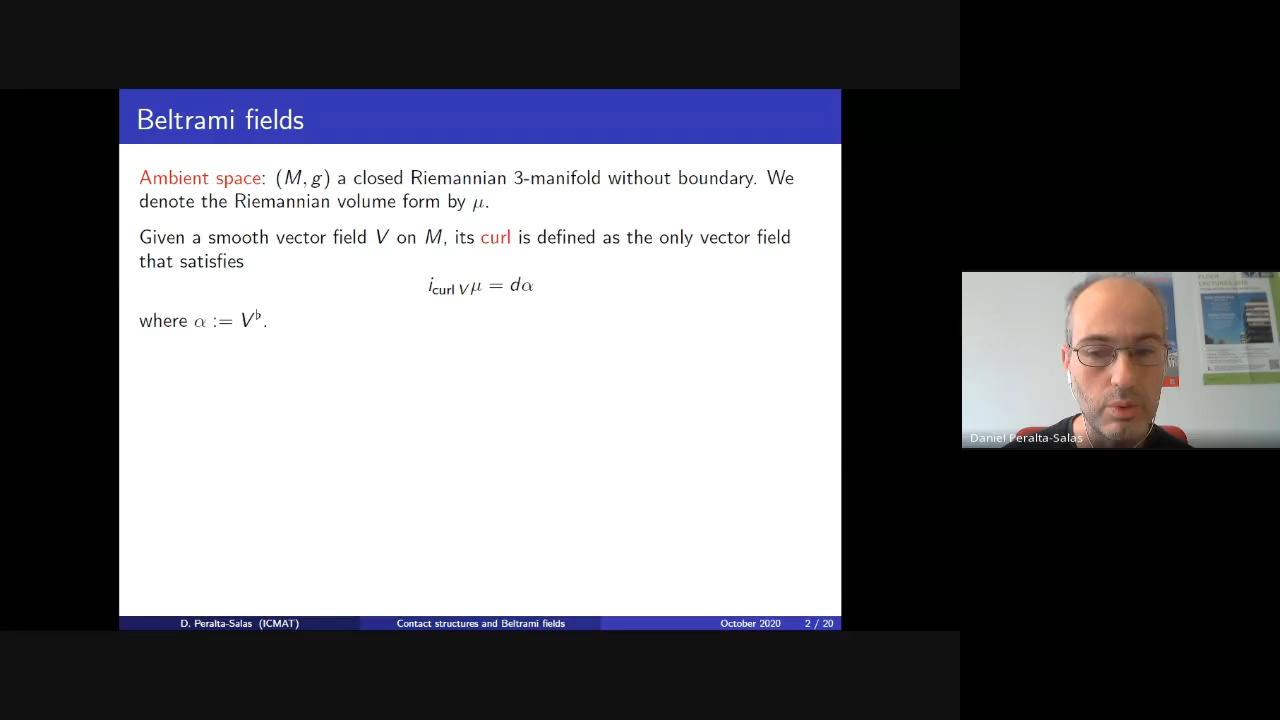 Beltrami fields
Ambient space: (M, g) a closed Riemannian 3-manifold without boundary. We
denote the Riemannian volume form by μ.
Given a smooth vector field V on M, its curl is defined as the only vector field
that satisfies
i_{curl V}μ = dα
where α := V^♭.
D. Peralta-Salas (ICMAT)
Contact structures and Beltrami fields
October 2020
2 / 20
Daniel Peralta-Salas